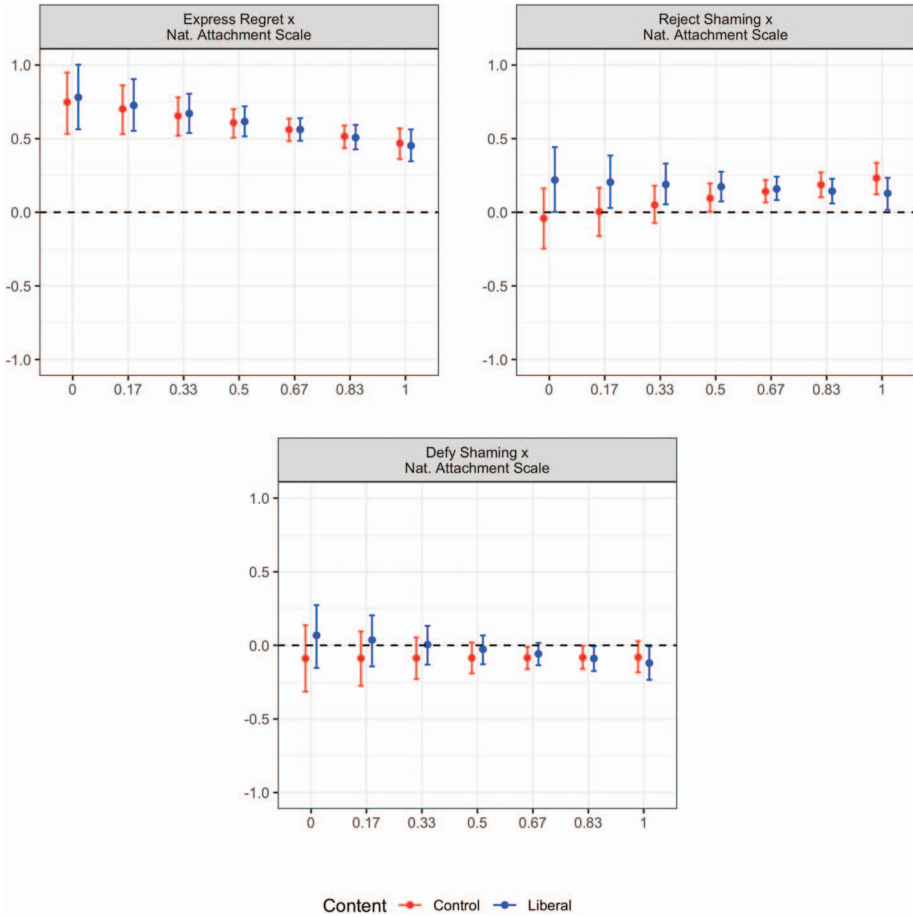 Express Regret x
Nat. Attachment Scale
1.0
0.5
0.0
-0.5
-1.0
0 0.17 0.33 0.5 0.67 0.83 1
Reject Shaming x
Nat. Attachment Scale
1.0
0.5
0.0
-0.5
-1.0
0 0.17 0.33 0.5 0.67 0.83 1
Defy Shaming x
Nat. Attachment Scale
1.0
0.5
0.0
-0.5
-1.0
0 0.17 0.33 0.5 0.67 0.83 1
Content Control Liberal